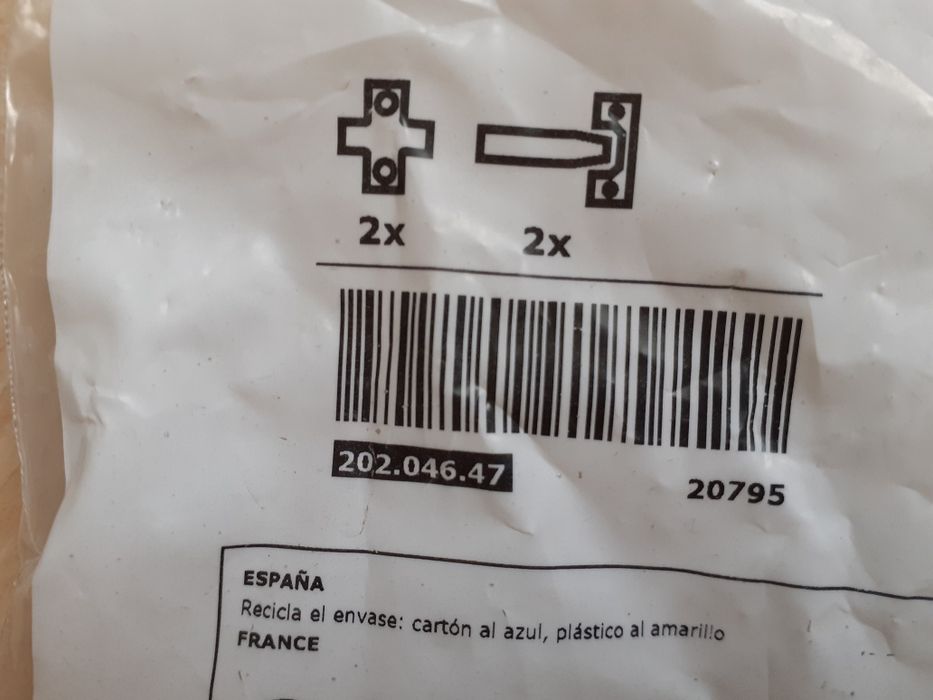 2x 2x
202.046.47 20795
ESPAÑA
Recicla el envase: cartón al azul, plástico al amarillo
FRANCE